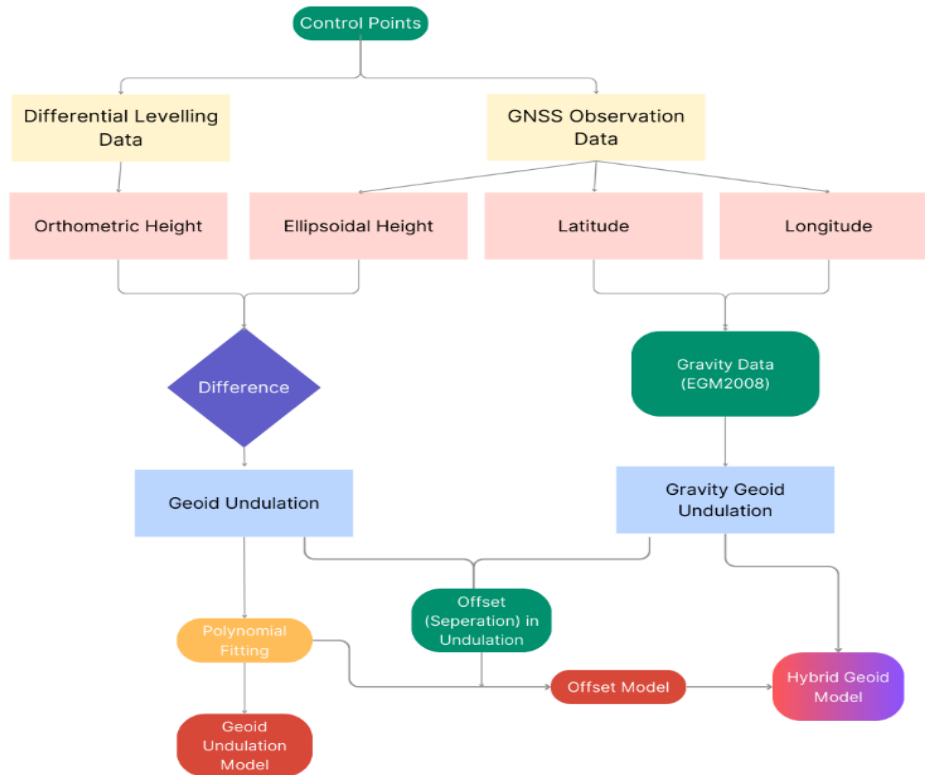 Control Points
Differential Levelling
Data
GNSS Observation
Data
Orthometric Height
Ellipsoidal Height
Latitude
Longitude
Difference
Gravity Data
(EGM2008)
Geoid Undulation
Gravity Geoid
Undulation
Offset
(Seperation) in
Undulation
Polynomial
Fitting
Offset Model
Hybrid Geoid
Model
Geoid
Undulation
Model